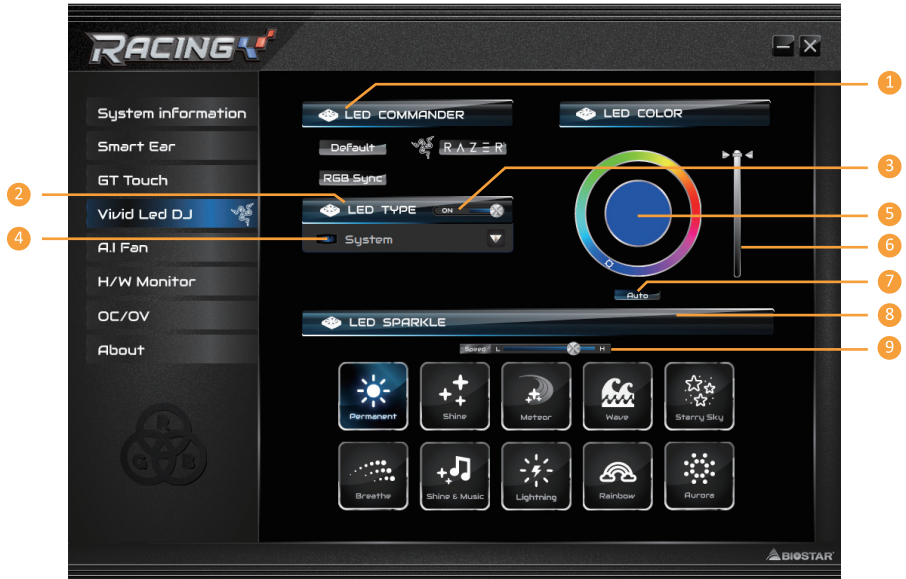 RACING
System information
Smart Ear
GT Touch
Vivid Led DJ
A.I Fan
H/W Monitor
OC/OV
About
R
G B
LED COMMANDER
Default
RAZER
RGB Sync
LED TYPE ON
System
LED COLOR
Auto
LED SPARKLE
Speed L H
Permanent
Shine
Meteor
Wave
Starry Sky
Breathe
Shine & Music
Lightning
Rainbow
Aurora
BIOSTAR
1
2
3
4
5
6
7
8
9